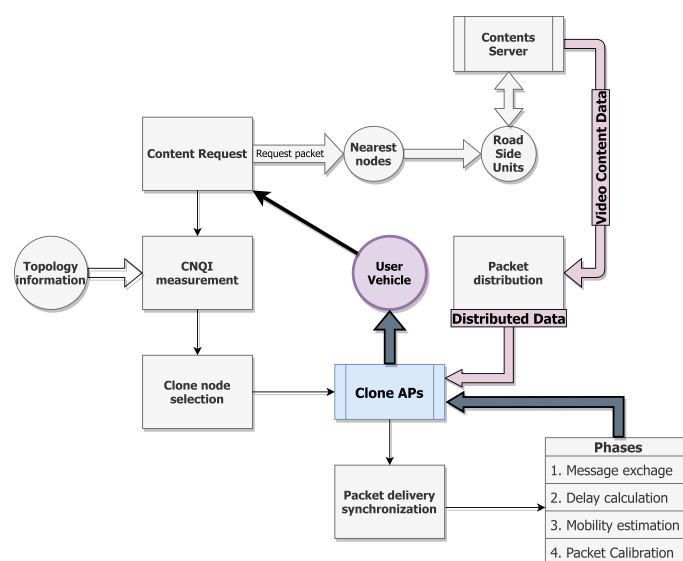 Contents
Server
Video Content Data
Content Request
Request packet
Nearest
nodes
Road
Side
Units
Topology
information
CNQI
measurement
User
Vehicle
Packet
distribution
Distributed Data
Clone node
selection
Clone APs
Packet delivery
synchronization
Phases
1. Message exchage
2. Delay calculation
3. Mobility estimation
4. Packet Calibration